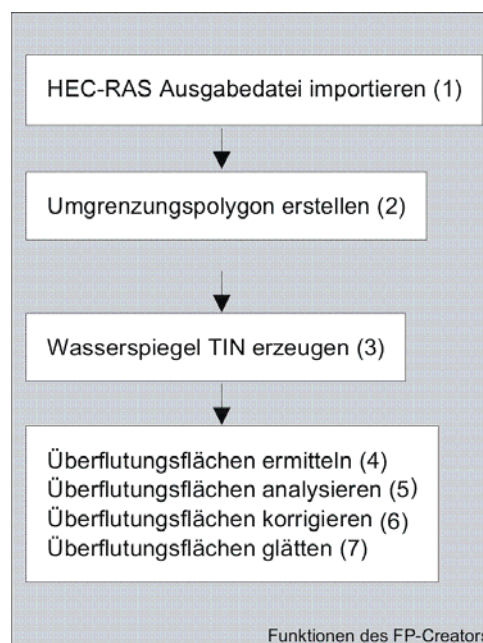 HEC-RAS Ausgabedatei importieren (1)
Umgrenzungspolygon erstellen (2)
Wasserspiegel TIN erzeugen (3)
Überflutungsflächen ermitteln (4)
Überflutungsflächen analysieren (5)
Überflutungsflächen korrigieren (6)
Überflutungsflächen glätten (7)
Funktionen des FP-Creators